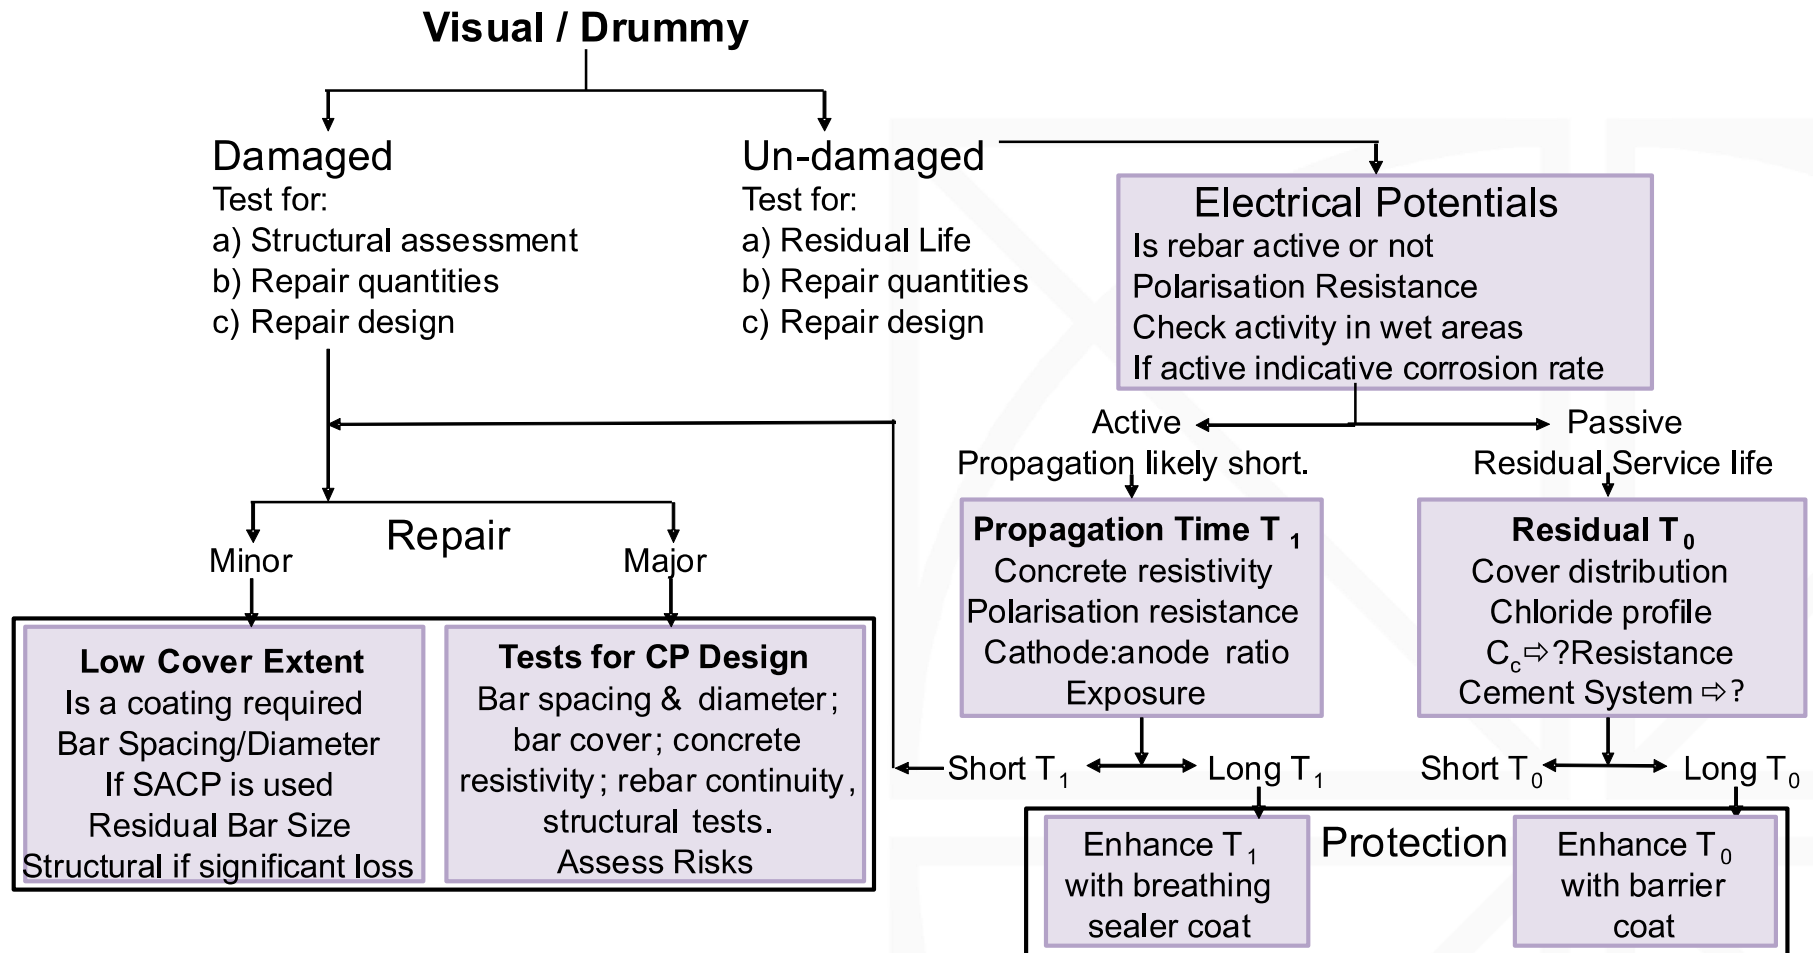 Visual / Drummy
Damaged
Test for:
a) Structural assessment
b) Repair quantities
c) Repair design
Un-damaged
Test for:
a) Residual Life
b) Repair quantities
c) Repair design
Electrical Potentials
Is rebar active or not
Polarisation Resistance
Check activity in wet areas
If active indicative corrosion rate
Active
Propagation likely short.
Passive
Residual Service life
Repair
Minor
Major
Low Cover Extent
Is a coating required
Bar Spacing/Diameter
If SACP is used
Residual Bar Size
Structural if significant loss
Tests for CP Design
Bar spacing & diameter;
bar cover; concrete
resistivity; rebar continuity,
structural tests.
Assess Risks
Propagation Time T₁
Concrete resistivity
Polarisation resistance
Cathode:anode ratio
Exposure
Residual T₀
Cover distribution
Chloride profile
C_c⇨?Resistance
Cement System ⇨?
Short T₁
Long T₁
Short T₀
Long T₀
Protection
Enhance T₁
with breathing
sealer coat
Enhance T₀
with barrier
coat